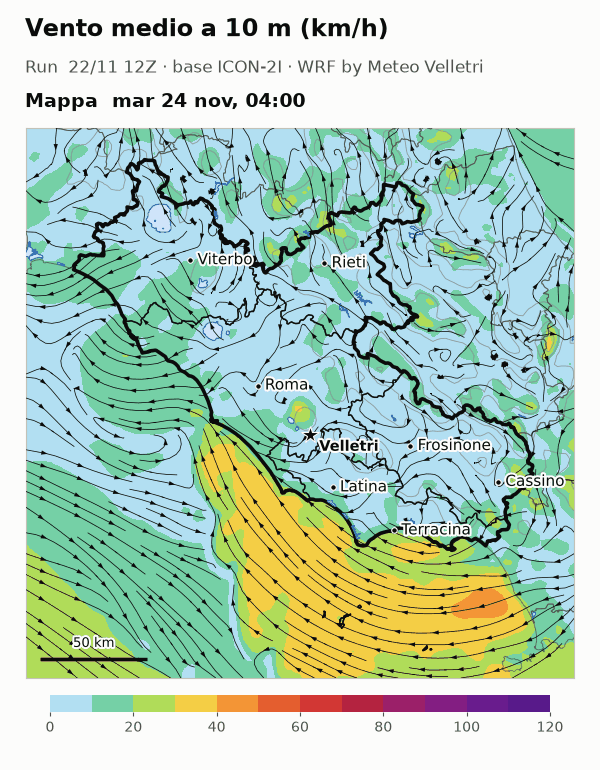 Vento medio a 10 m (km/h)
Run  22/11 12Z · base ICON-2I · WRF by Meteo Velletri
Mappa  mar 24 nov, 04:00
Viterbo
Rieti
Roma
Velletri
Frosinone
Cassino
Latina
Terracina
50 km
0 20 40 60 80 100 120